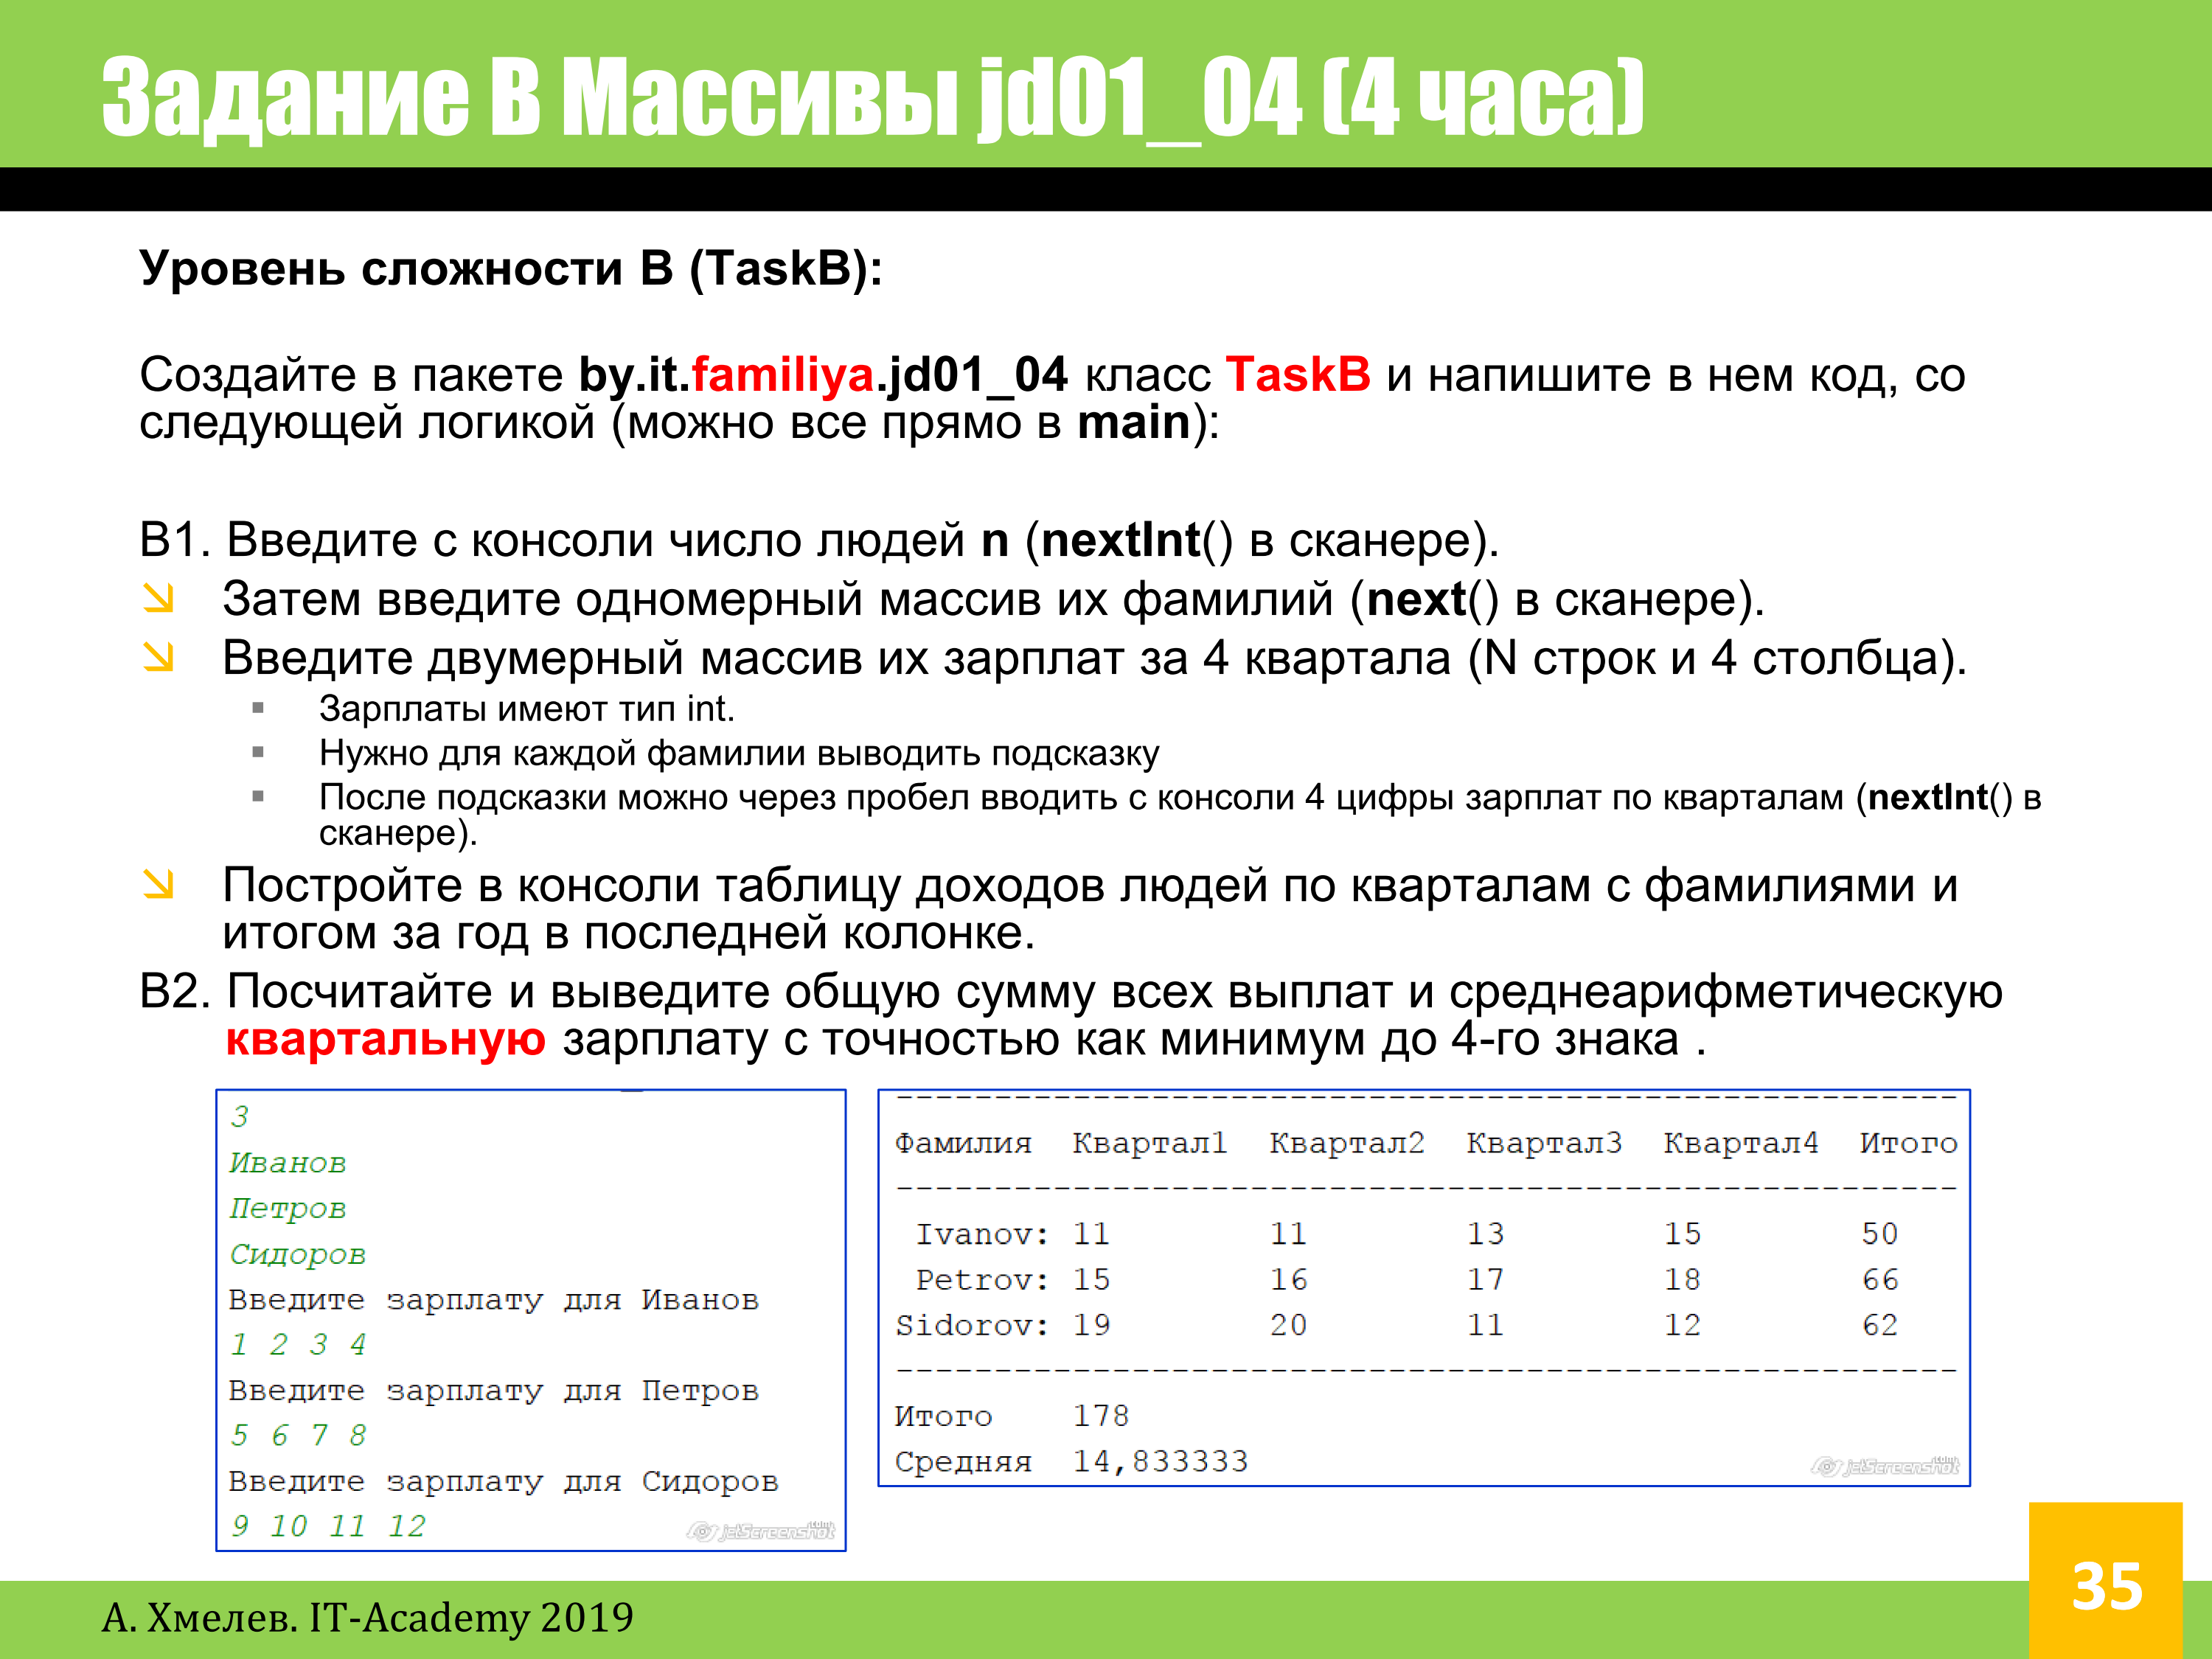 Задание В Массивы jd01_04 (4 часа)
Уровень сложности В (TaskB):
Создайте в пакете by.it.familiya.jd01_04 класс TaskB и напишите в нем код, со
следующей логикой (можно все прямо в main):
В1. Введите с консоли число людей n (nextInt() в сканере).
Затем введите одномерный массив их фамилий (next() в сканере).
Введите двумерный массив их зарплат за 4 квартала (N строк и 4 столбца).
Зарплаты имеют тип int.
Нужно для каждой фамилии выводить подсказку
После подсказки можно через пробел вводить с консоли 4 цифры зарплат по кварталам (nextInt() в
сканере).
Постройте в консоли таблицу доходов людей по кварталам с фамилиями и
итогом за год в последней колонке.
В2. Посчитайте и выведите общую сумму всех выплат и среднеарифметическую
квартальную зарплату с точностью как минимум до 4-го знака .
3
Иванов
Петров
Сидоров
Введите зарплату для Иванов
1 2 3 4
Введите зарплату для Петров
5 6 7 8
Введите зарплату для Сидоров
9 10 11 12
jetScreenshot.com
-------------------------------------------------------
Фамилия Квартал1 Квартал2 Квартал3 Квартал4 Итого
-------------------------------------------------------
Ivanov: 11 11 13 15 50
Petrov: 15 16 17 18 66
Sidorov: 19 20 11 12 62
-------------------------------------------------------
Итого 178
Средняя 14,833333
jetScreenshot.com
А. Хмелев. IT-Academy 2019
35